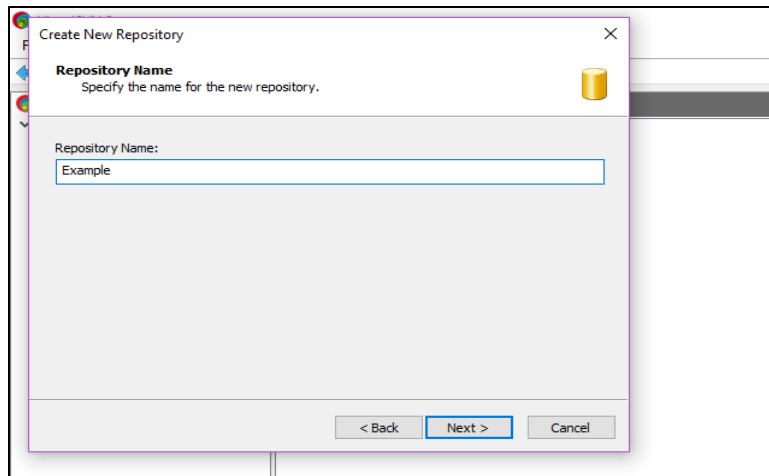 Create New Repository
Repository Name
Specify the name for the new repository.
Repository Name:
Example
< Back
Next >
Cancel